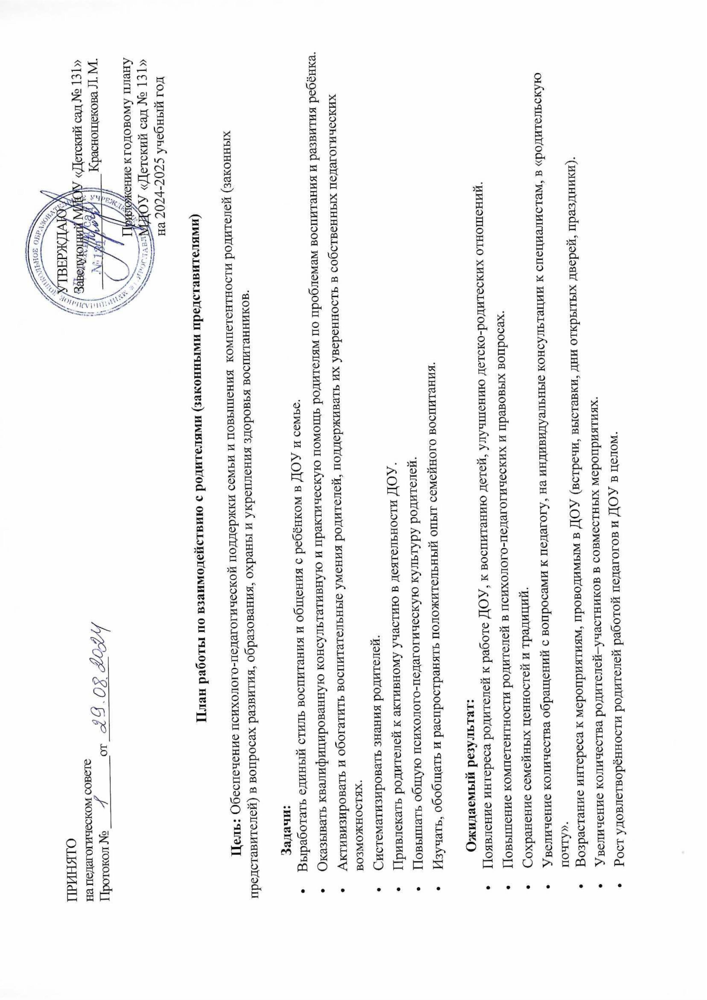 ПРИНЯТО
на педагогическом совете
Протокол № 1 от 29.08.2024
УТВЕРЖДАЮ
Заведующий МДОУ «Детский сад № 131»
Краснощекова Л. М.
МУНИЦИПАЛЬНОЕ ДОШКОЛЬНОЕ ОБРАЗОВАТЕЛЬНОЕ УЧРЕЖДЕНИЕ
№ 131
Приложение к годовому плану
МДОУ «Детский сад № 131»
на 2024-2025 учебный год
План работы по взаимодействию с родителями (законными представителями)
Цель: Обеспечение психолого-педагогической поддержки семьи и повышения компетентности родителей (законных
представителей) в вопросах развития, образования, охраны и укрепления здоровья воспитанников.
Задачи:
• Выработать единый стиль воспитания и общения с ребёнком в ДОУ и семье.
• Оказывать квалифицированную консультативную и практическую помощь родителям по проблемам воспитания и развития ребёнка.
• Активизировать и обогатить воспитательные умения родителей, поддерживать их уверенность в собственных педагогических
возможностях.
• Систематизировать знания родителей.
• Привлекать родителей к активному участию в деятельности ДОУ.
• Повышать общую психолого-педагогическую культуру родителей.
• Изучать, обобщать и распространять положительный опыт семейного воспитания.
Ожидаемый результат:
• Появление интереса родителей к работе ДОУ, к воспитанию детей, улучшению детско-родитеских отношений.
• Повышение компетентности родителей в психолого-педагогических и правовых вопросах.
• Сохранение семейных ценностей и традиций.
• Увеличение количества обращений с вопросами к педагогу, на индивидуальные консультации к специалистам, в «родительскую
почту».
• Возрастание интереса к мероприятиям, проводимым в ДОУ (встречи, выставки, дни открытых дверей, праздники).
• Увеличение количества родителей–участников в совместных мероприятиях.
• Рост удовлетворённости родителей работой педагогов и ДОУ в целом.